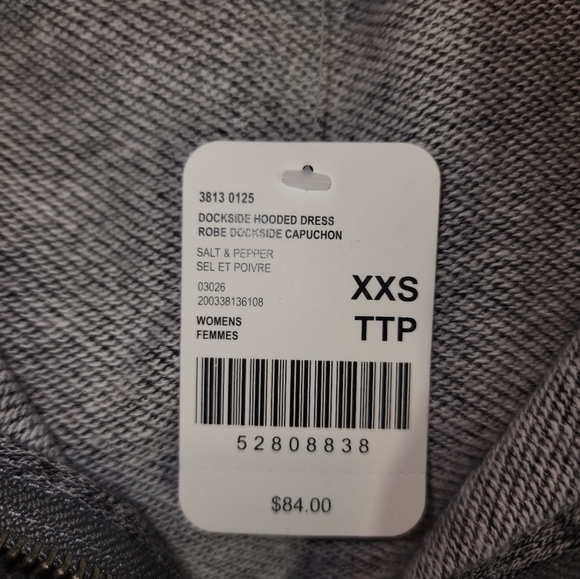 3813 0125
DOCKSIDE HOODED DRESS
ROBE DOCKSIDE CAPUCHON
SALT & PEPPER
SEL ET POIVRE
03026
200338136108
WOMENS
FEMMES
XXS
TTP
52808838
$84.00